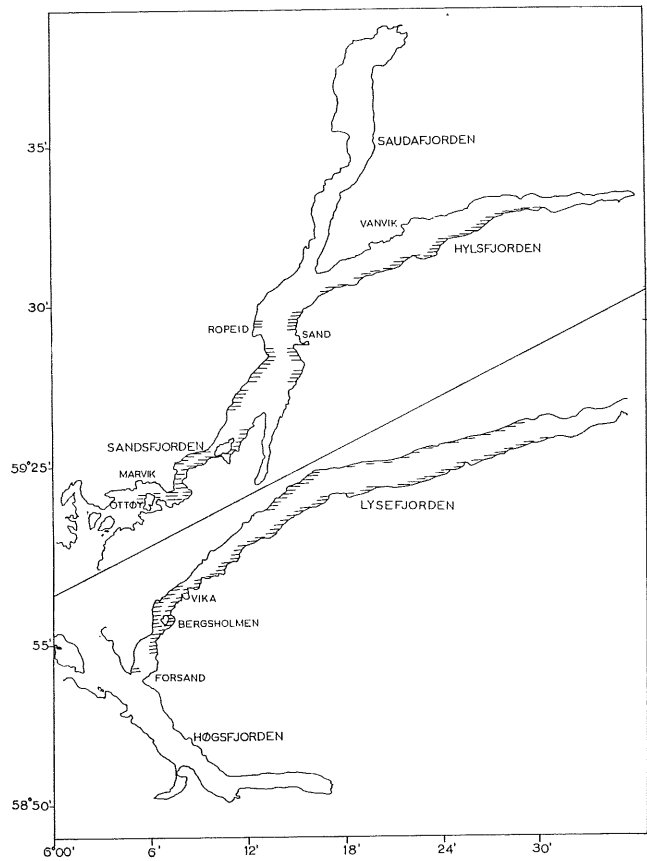 35'
SAUDAFJORDEN
VANVIK
HYLSFJORDEN
30'
ROPEID
SAND
SANDSFJORDEN
59°25'
MARVIK
OTTØY
LYSEFJORDEN
VIKA
BERGSHOLMEN
55'
FORSAND
HØGSFJORDEN
58°50'
6°00' 6' 12' 18' 24' 30'